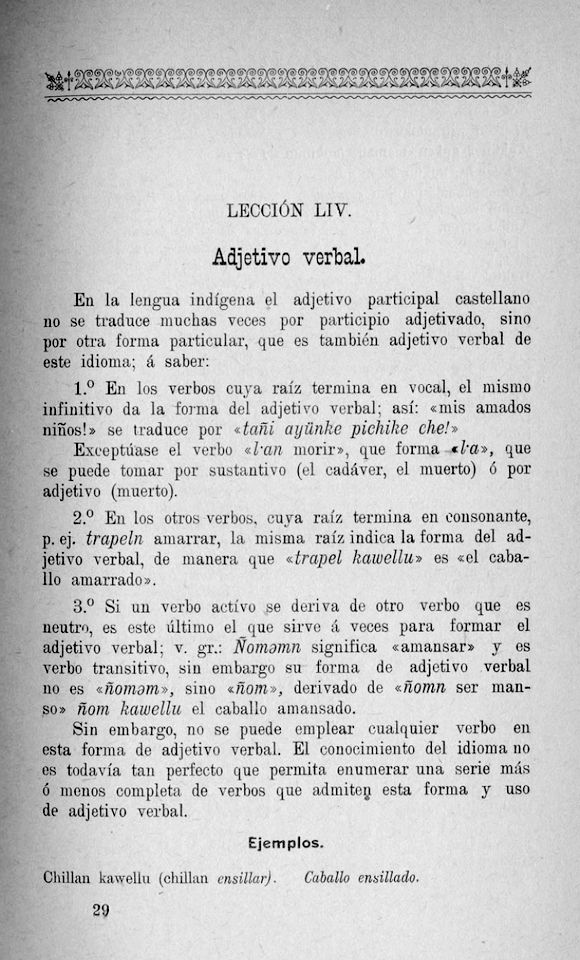 LECCIÓN LIV.
Adjetivo verbal.
En la lengua indígena el adjetivo participal castellano
no se traduce muchas veces por participio adjetivado, sino
por otra forma particular, que es también adjetivo verbal de
este idioma; á saber:
1.º En los verbos cuya raíz termina en vocal, el mismo
infinitivo da la forma del adjetivo verbal; así: «mis amados
niños!» se traduce por «tañi ayünke pichike che!»
Exceptúase el verbo «l·an morir», que forma «l·a», que
se puede tomar por sustantivo (el cadáver, el muerto) ó por
adjetivo (muerto).
2.º En los otros verbos, cuya raíz termina en consonante,
p. ej. trapeln amarrar, la misma raíz indica la forma del ad-
jetivo verbal, de manera que «trapel kawellu» es «el caba-
llo amarrado».
3.º Si un verbo actívo se deriva de otro verbo que es
neutro, es este último el que sirve á veces para formar el
adjetivo verbal; v. gr.: Ñoməmn significa «amansar» y es
verbo transitivo, sin embargo su forma de adjetivo verbal
no es «ñoməm», sino «ñom», derivado de «ñomn ser man-
so» ñom kawellu el caballo amansado.
Sin embargo, no se puede emplear cualquier verbo en
esta forma de adjetivo verbal. El conocimiento del idioma no
es todavía tan perfecto que permita enumerar una serie más
ó menos completa de verbos que admiten esta forma y uso
de adjetivo verbal.
Ejemplos.
Chillan kawellu (chillan ensillar). Caballo ensillado.
29